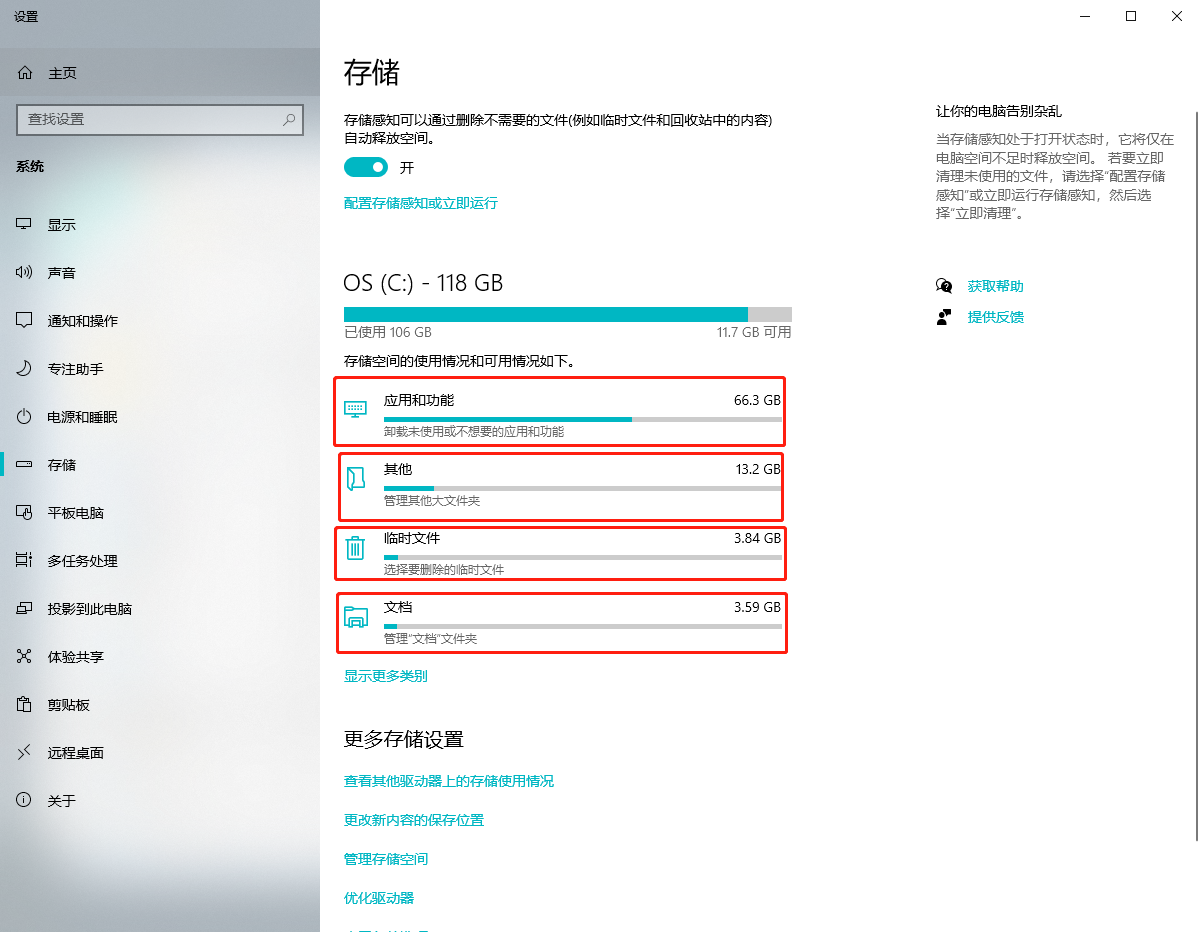 设置
主页
查找设置
系统
显示
声音
通知和操作
专注助手
电源和睡眠
存储
平板电脑
多任务处理
投影到此电脑
体验共享
剪贴板
远程桌面
关于
存储
存储感知可以通过删除不需要的文件(例如临时文件和回收站中的内容)
自动释放空间。
开
配置存储感知或立即运行
OS (C:) - 118 GB
已使用 106 GB
11.7 GB 可用
存储空间的使用情况和可用情况如下。
应用和功能
66.3 GB
卸载未使用或不想要的应用和功能
其他
13.2 GB
管理其他大文件夹
临时文件
3.84 GB
选择要删除的临时文件
文档
3.59 GB
管理"文档"文件夹
显示更多类别
更多存储设置
查看其他驱动器上的存储使用情况
更改新内容的保存位置
管理存储空间
优化驱动器
让你的电脑告别杂乱
当存储感知处于打开状态时，它将仅在
电脑空间不足时释放空间。 若要立即
清理未使用的文件，请选择"配置存储
感知"或立即运行存储感知，然后选
择"立即清理"。
获取帮助
提供反馈